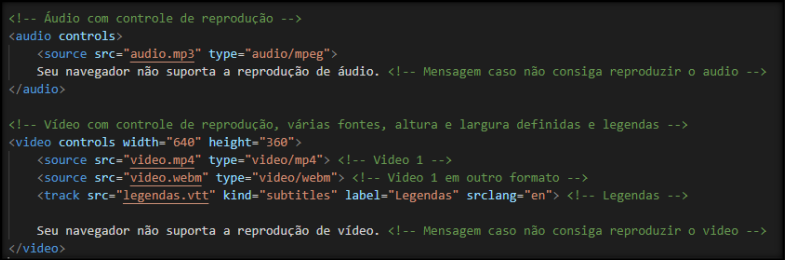 <!-- Áudio com controle de reprodução -->
<audio controls>
<source src="audio.mp3" type="audio/mpeg">
Seu navegador não suporta a reprodução de áudio. <!-- Mensagem caso não consiga reproduzir o audio -->
</audio>
<!-- Vídeo com controle de reprodução, várias fontes, altura e largura definidas e legendas -->
<video controls width="640" height="360">
<source src="video.mp4" type="video/mp4"> <!-- Video 1 -->
<source src="video.webm" type="video/webm"> <!-- Video 1 em outro formato -->
<track src="legendas.vtt" kind="subtitles" label="Legendas" srclang="en"> <!-- Legendas -->
Seu navegador não suporta a reprodução de vídeo. <!-- Mensagem caso não consiga reproduzir o video -->
</video>